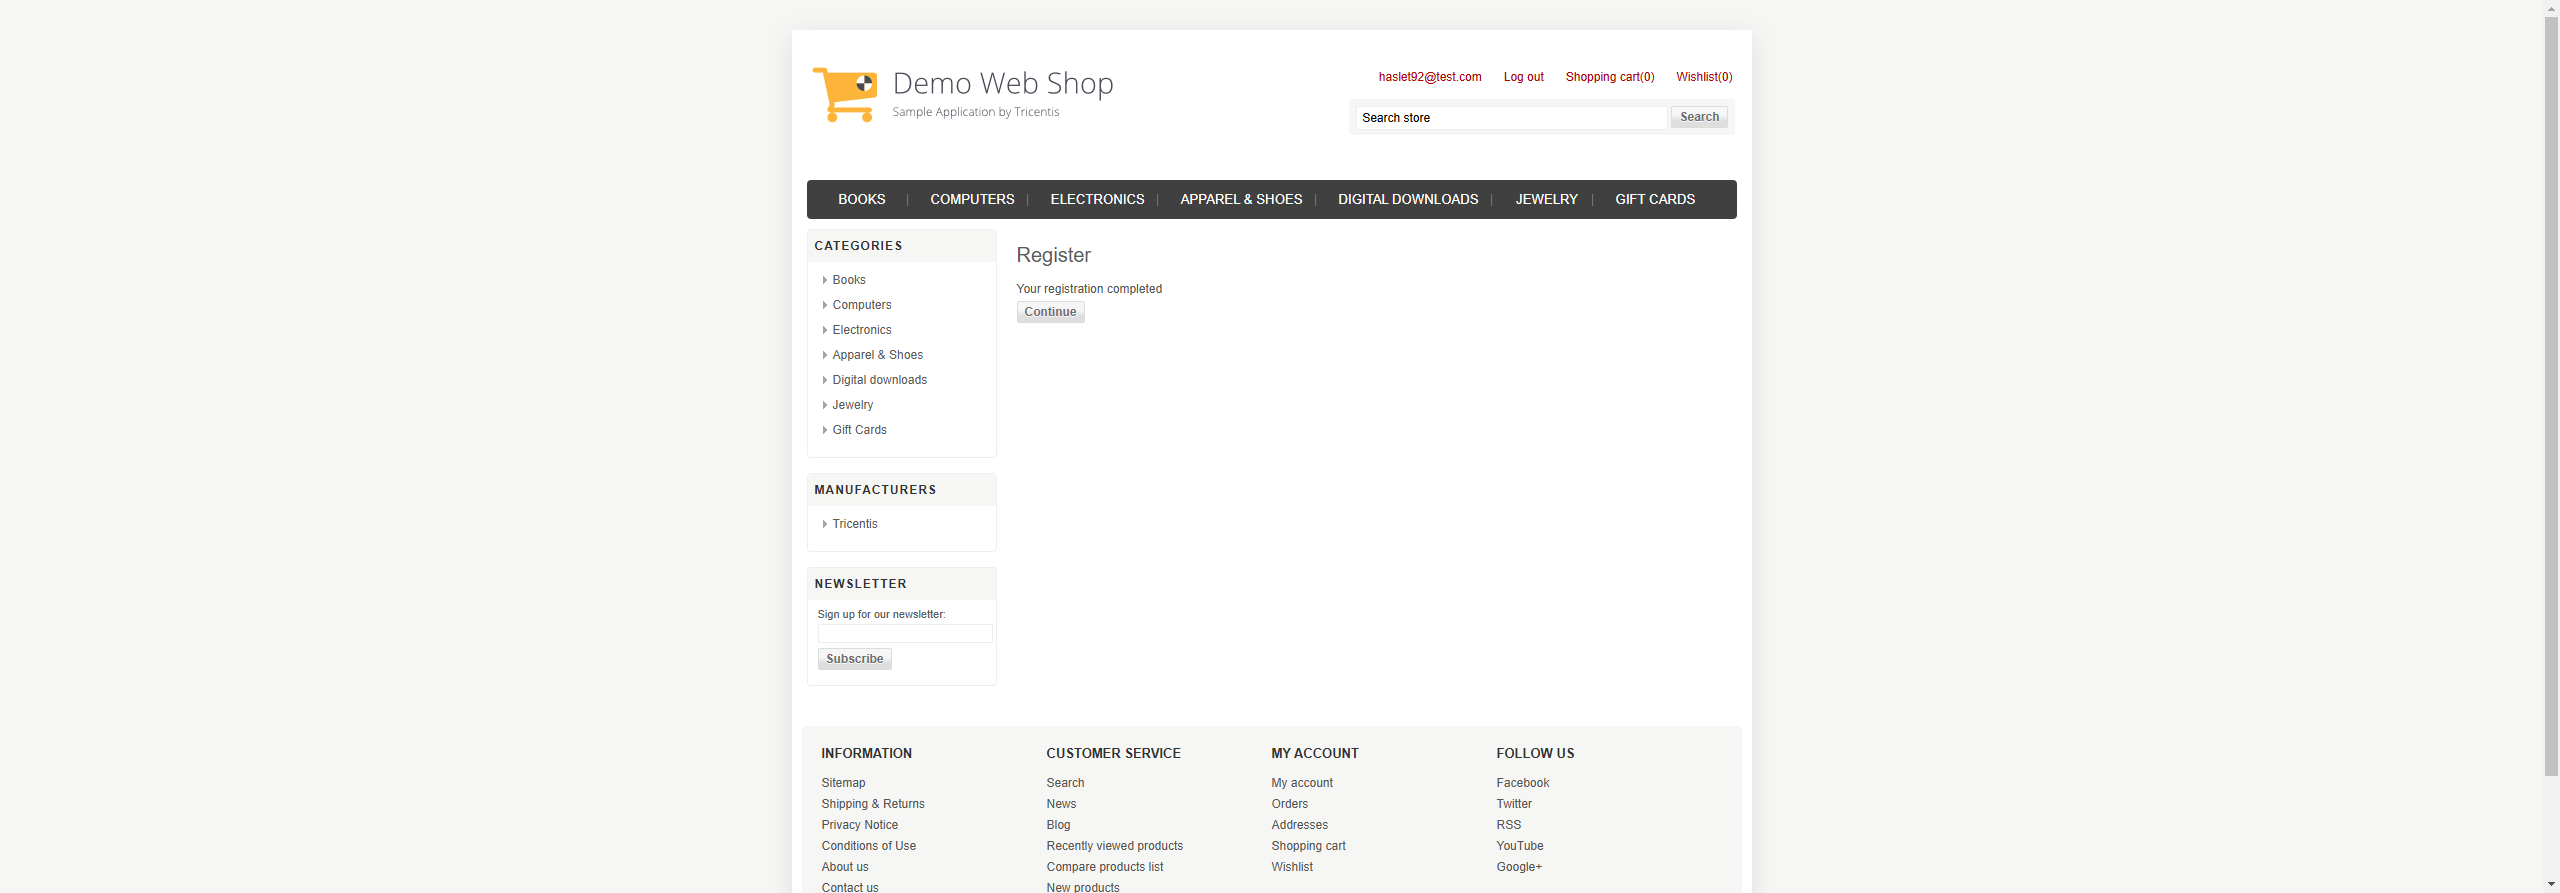 Demo Web Shop
Sample Application by Tricentis
haslet92@test.com Log out Shopping cart(0) Wishlist(0)
Search store Search
BOOKS COMPUTERS ELECTRONICS APPAREL & SHOES DIGITAL DOWNLOADS JEWELRY GIFT CARDS
CATEGORIES
Books
Computers
Electronics
Apparel & Shoes
Digital downloads
Jewelry
Gift Cards
MANUFACTURERS
Tricentis
NEWSLETTER
Sign up for our newsletter:
Subscribe
Register
Your registration completed
Continue
INFORMATION
Sitemap
Shipping & Returns
Privacy Notice
Conditions of Use
About us
Contact us
CUSTOMER SERVICE
Search
News
Blog
Recently viewed products
Compare products list
New products
MY ACCOUNT
My account
Orders
Addresses
Shopping cart
Wishlist
FOLLOW US
Facebook
Twitter
RSS
YouTube
Google+